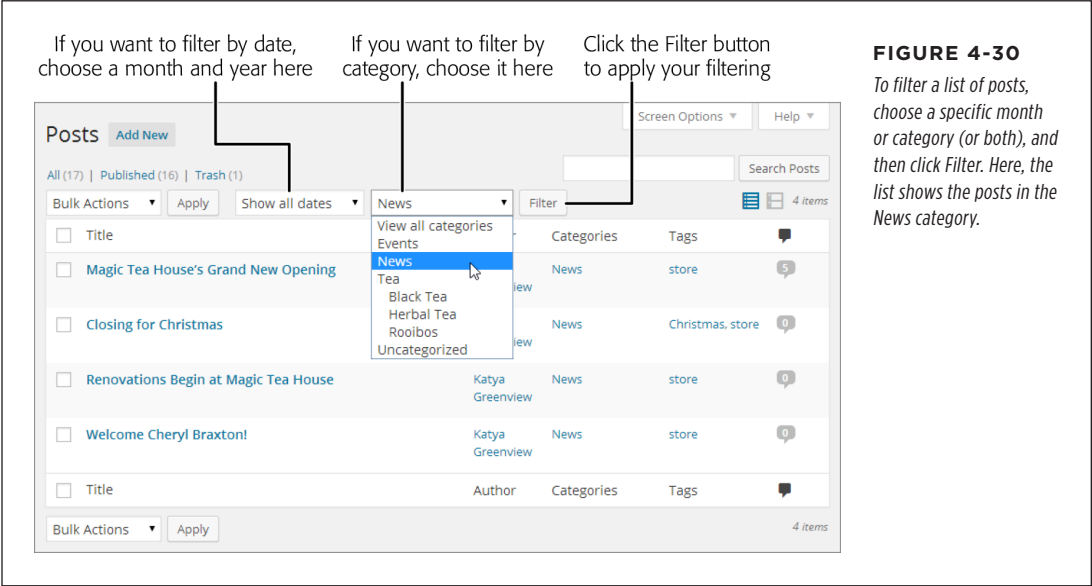 If you want to filter by date,
choose a month and year here
If you want to filter by
category, choose it here
Click the Filter button
to apply your filtering
FIGURE 4-30
To filter a list of posts,
choose a specific month
or category (or both), and
then click Filter. Here, the
list shows the posts in the
News category.
Screen Options Help
Posts Add New
All (17) | Published (16) | Trash (1)
Search Posts
Bulk Actions Apply Show all dates News Filter 4 items
Title Categories Tags
View all categories
Events
News
Tea
Black Tea
Herbal Tea
Rooibos
Uncategorized
Magic Tea House's Grand New Opening iew News store 5
Closing for Christmas iew News Christmas, store 0
Renovations Begin at Magic Tea House Katya Greenview News store 0
Welcome Cheryl Braxton! Katya Greenview News store 0
Title Author Categories Tags
Bulk Actions Apply 4 items